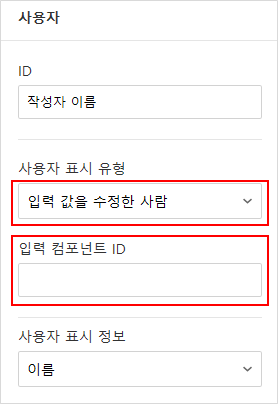 사용자
ID
작성자 이름
사용자 표시 유형
입력 값을 수정한 사람
입력 컴포넌트 ID
사용자 표시 정보
이름